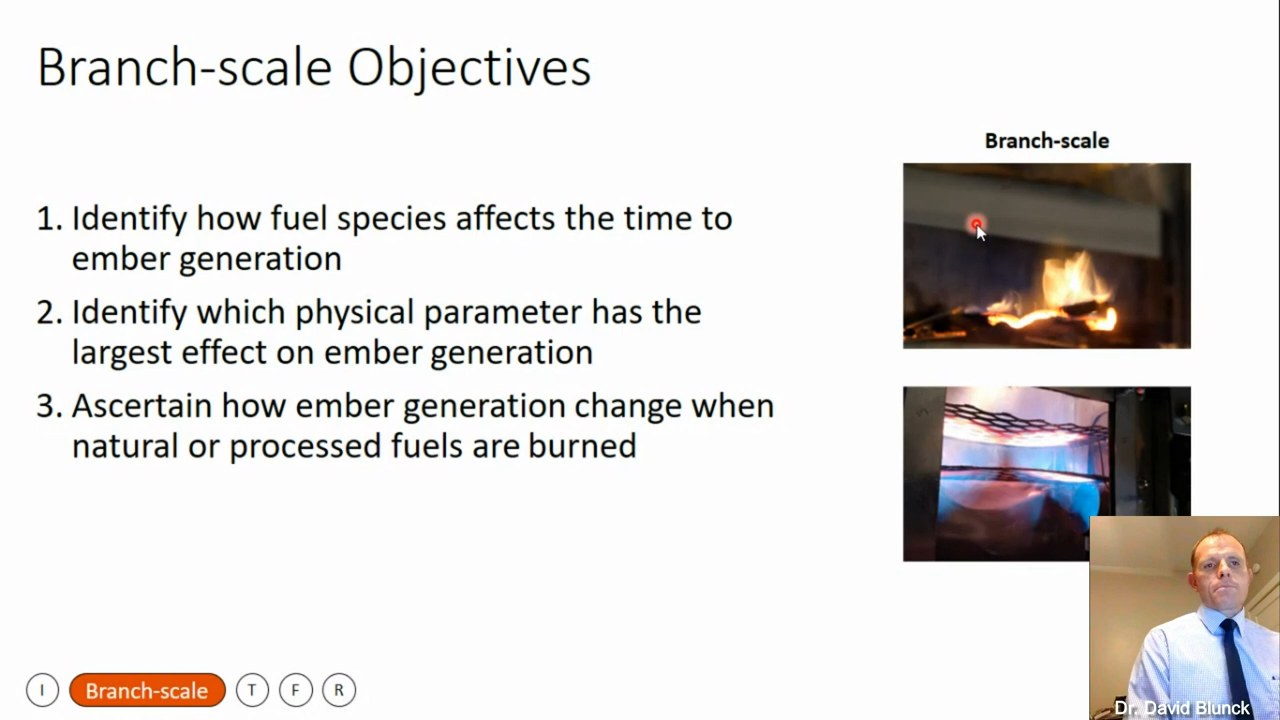 Branch-scale Objectives
Branch-scale
1. Identify how fuel species affects the time to
ember generation
2. Identify which physical parameter has the
largest effect on ember generation
3. Ascertain how ember generation change when
natural or processed fuels are burned
I Branch-scale T F R
Dr. David Blunck